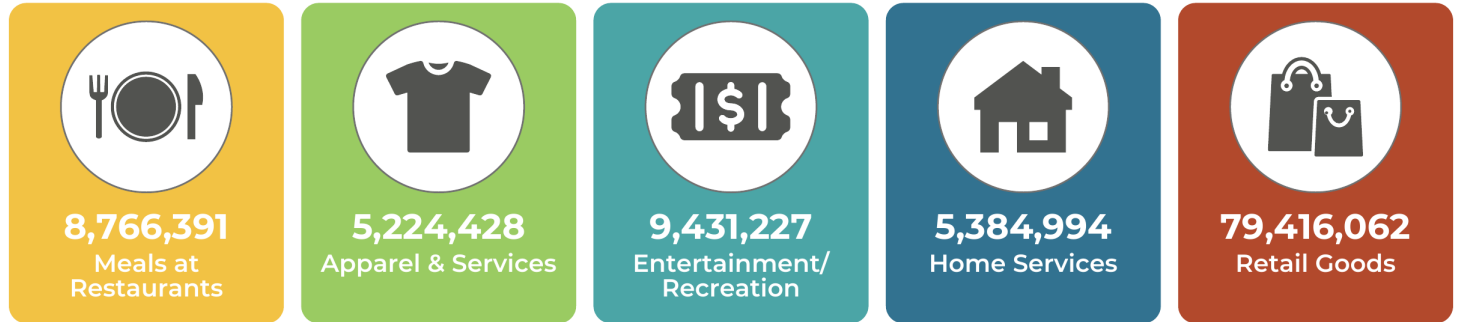 8,766,391
Meals at
Restaurants
5,224,428
Apparel & Services
$
9,431,227
Entertainment/
Recreation
5,384,994
Home Services
79,416,062
Retail Goods